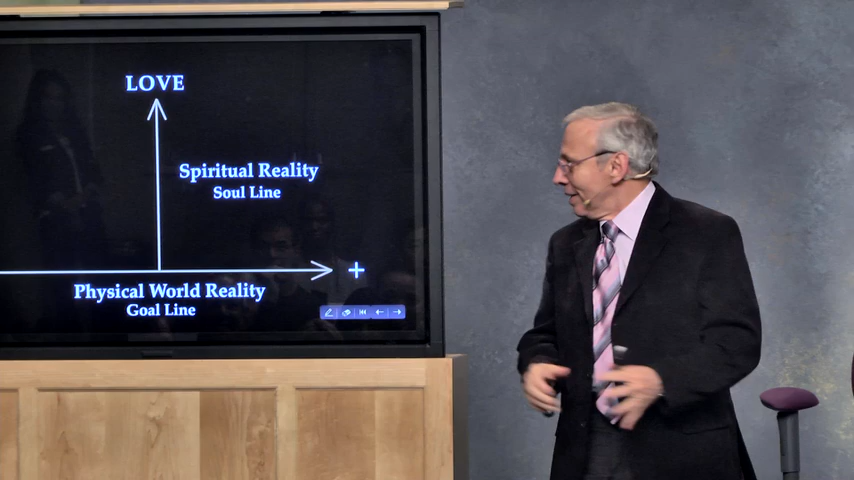 LOVE
Spiritual Reality
Soul Line
+
Physical World Reality
Goal Line